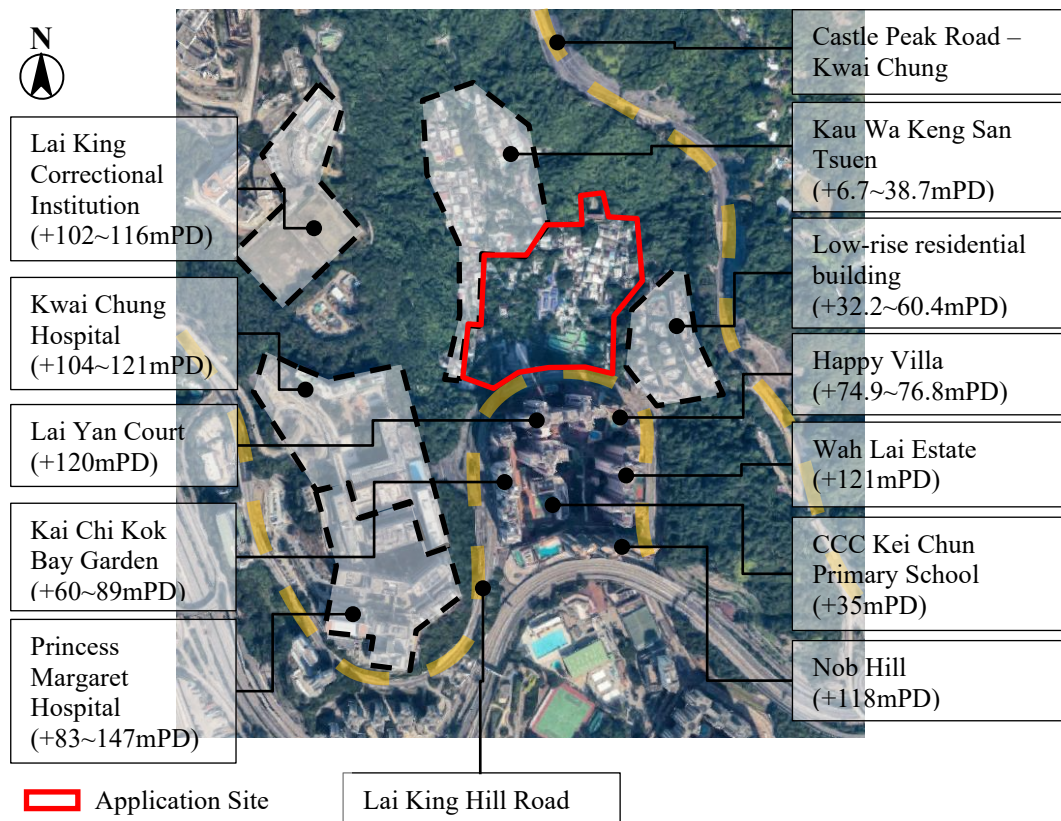 N
Lai King
Correctional
Institution
(+102~116mPD)
Kwai Chung
Hospital
(+104~121mPD)
Lai Yan Court
(+120mPD)
Kai Chi Kok
Bay Garden
(+60~89mPD)
Princess
Margaret
Hospital
(+83~147mPD)
Castle Peak Road –
Kwai Chung
Kau Wa Keng San
Tsuen
(+6.7~38.7mPD)
Low-rise residential
building
(+32.2~60.4mPD)
Happy Villa
(+74.9~76.8mPD)
Wah Lai Estate
(+121mPD)
CCC Kei Chun
Primary School
(+35mPD)
Nob Hill
(+118mPD)
Application Site
Lai King Hill Road